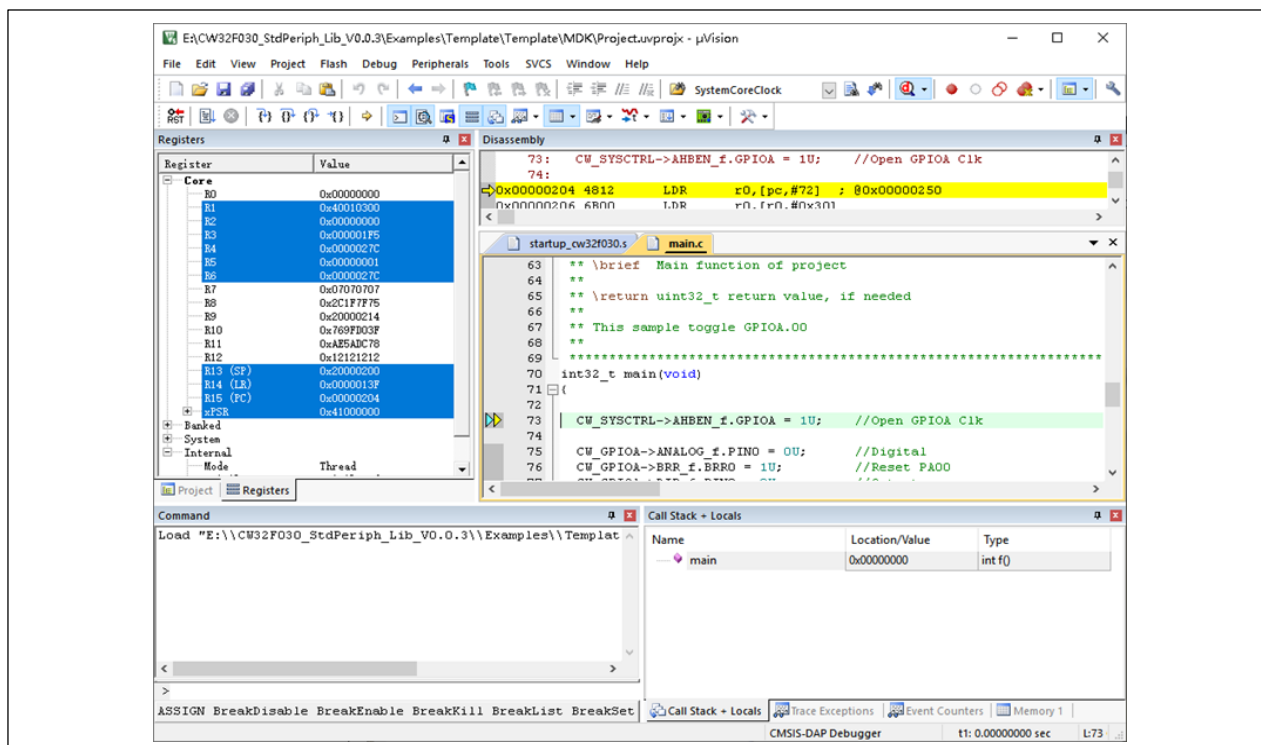 E:\CW32F030_StdPeriph_Lib_V0.0.3\Examples\Template\Template\MDK\Project.uvprojx - µVision
File Edit View Project Flash Debug Peripherals Tools SVCS Window Help
SystemCoreClock
RST
Registers
Register Value
Core
R0 0x00000000
R1 0x40010300
R2 0x00000000
R3 0x000001F5
R4 0x0000027C
R5 0x00000001
R6 0x0000027C
R7 0x07070707
R8 0x2C1F7F75
R9 0x20000214
R10 0x769FD03F
R11 0xAE5ADC78
R12 0x12121212
R13 (SP) 0x20000200
R14 (LR) 0x0000013F
R15 (PC) 0x00000204
xPSR 0x41000000
Banked
System
Internal
Mode Thread
Project Registers
Disassembly
73: CW_SYSCTRL->AHBEN_f.GPIOA = 1U; //Open GPIOA Clk
74:
0x00000204 4812 LDR r0,[pc,#72] ; @0x00000250
0x00000206 6B00 LDR r0,[r0,#0x30]
startup_cw32f030.s main.c
63 ** \brief Main function of project
64 **
65 ** \return uint32_t return value, if needed
66 **
67 ** This sample toggle GPIOA.00
68 **
69 ******************************************************************************
70 int32_t main(void)
71 {
72
73 CW_SYSCTRL->AHBEN_f.GPIOA = 1U; //Open GPIOA Clk
74
75 CW_GPIOA->ANALOG_f.PIN0 = 0U; //Digital
76 CW_GPIOA->BRR_f.BRR0 = 1U; //Reset PA00
Command
Load "E:\\CW32F030_StdPeriph_Lib_V0.0.3\\Examples\\Templat
>
ASSIGN BreakDisable BreakEnable BreakKill BreakList BreakSet
Call Stack + Locals
Name Location/Value Type
main 0x00000000 int f()
Call Stack + Locals Trace Exceptions Event Counters Memory 1
CMSIS-DAP Debugger t1: 0.00000000 sec L:73